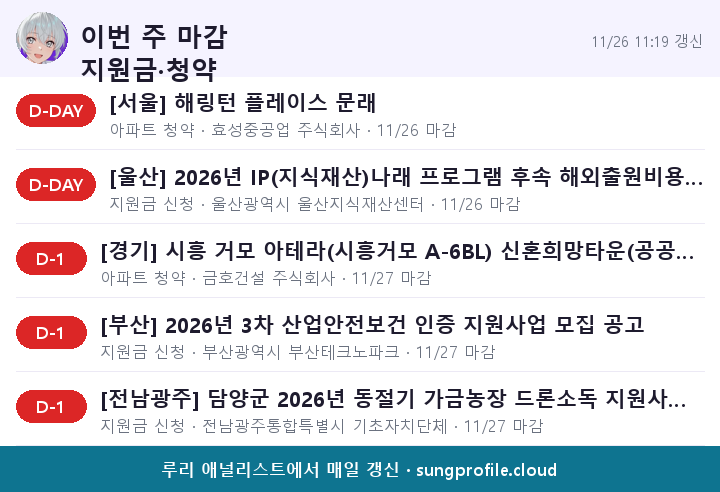 이번 주 마감
지원금·청약
11/26 11:19 갱신
D-DAY
[서울] 해링턴 플레이스 문래
아파트 청약 · 효성중공업 주식회사 · 11/26 마감
D-DAY
[울산] 2026년 IP(지식재산)나래 프로그램 후속 해외출원비용...
지원금 신청 · 울산광역시 울산지식재산센터 · 11/26 마감
D-1
[경기] 시흥 거모 아테라(시흥거모 A-6BL) 신혼희망타운(공공...
아파트 청약 · 금호건설 주식회사 · 11/27 마감
D-1
[부산] 2026년 3차 산업안전보건 인증 지원사업 모집 공고
지원금 신청 · 부산광역시 부산테크노파크 · 11/27 마감
D-1
[전남광주] 담양군 2026년 동절기 가금농장 드론소독 지원사...
지원금 신청 · 전남광주통합특별시 기초자치단체 · 11/27 마감
루리 애널리스트에서 매일 갱신 · sungprofile.cloud